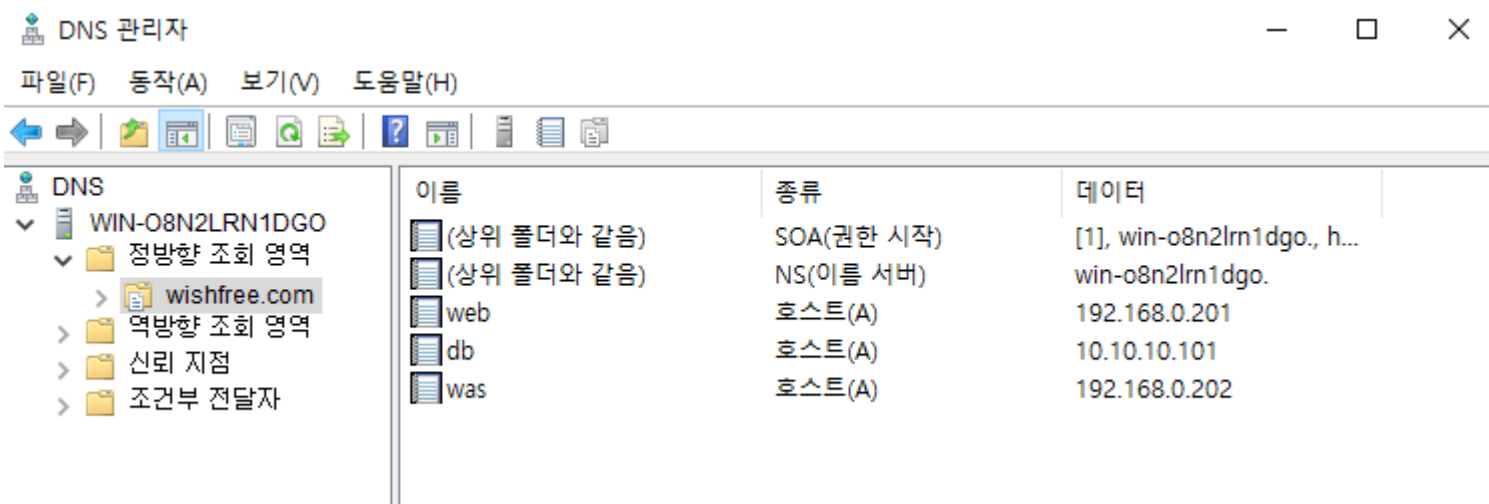 DNS 관리자
파일(F) 동작(A) 보기(V) 도움말(H)
DNS
WIN-O8N2LRN1DGO
정방향 조회 영역
wishfree.com
역방향 조회 영역
신뢰 지점
조건부 전달자
이름 종류 데이터
(상위 폴더와 같음) SOA(권한 시작) [1], win-o8n2lrn1dgo., h...
(상위 폴더와 같음) NS(이름 서버) win-o8n2lrn1dgo.
web 호스트(A) 192.168.0.201
db 호스트(A) 10.10.10.101
was 호스트(A) 192.168.0.202